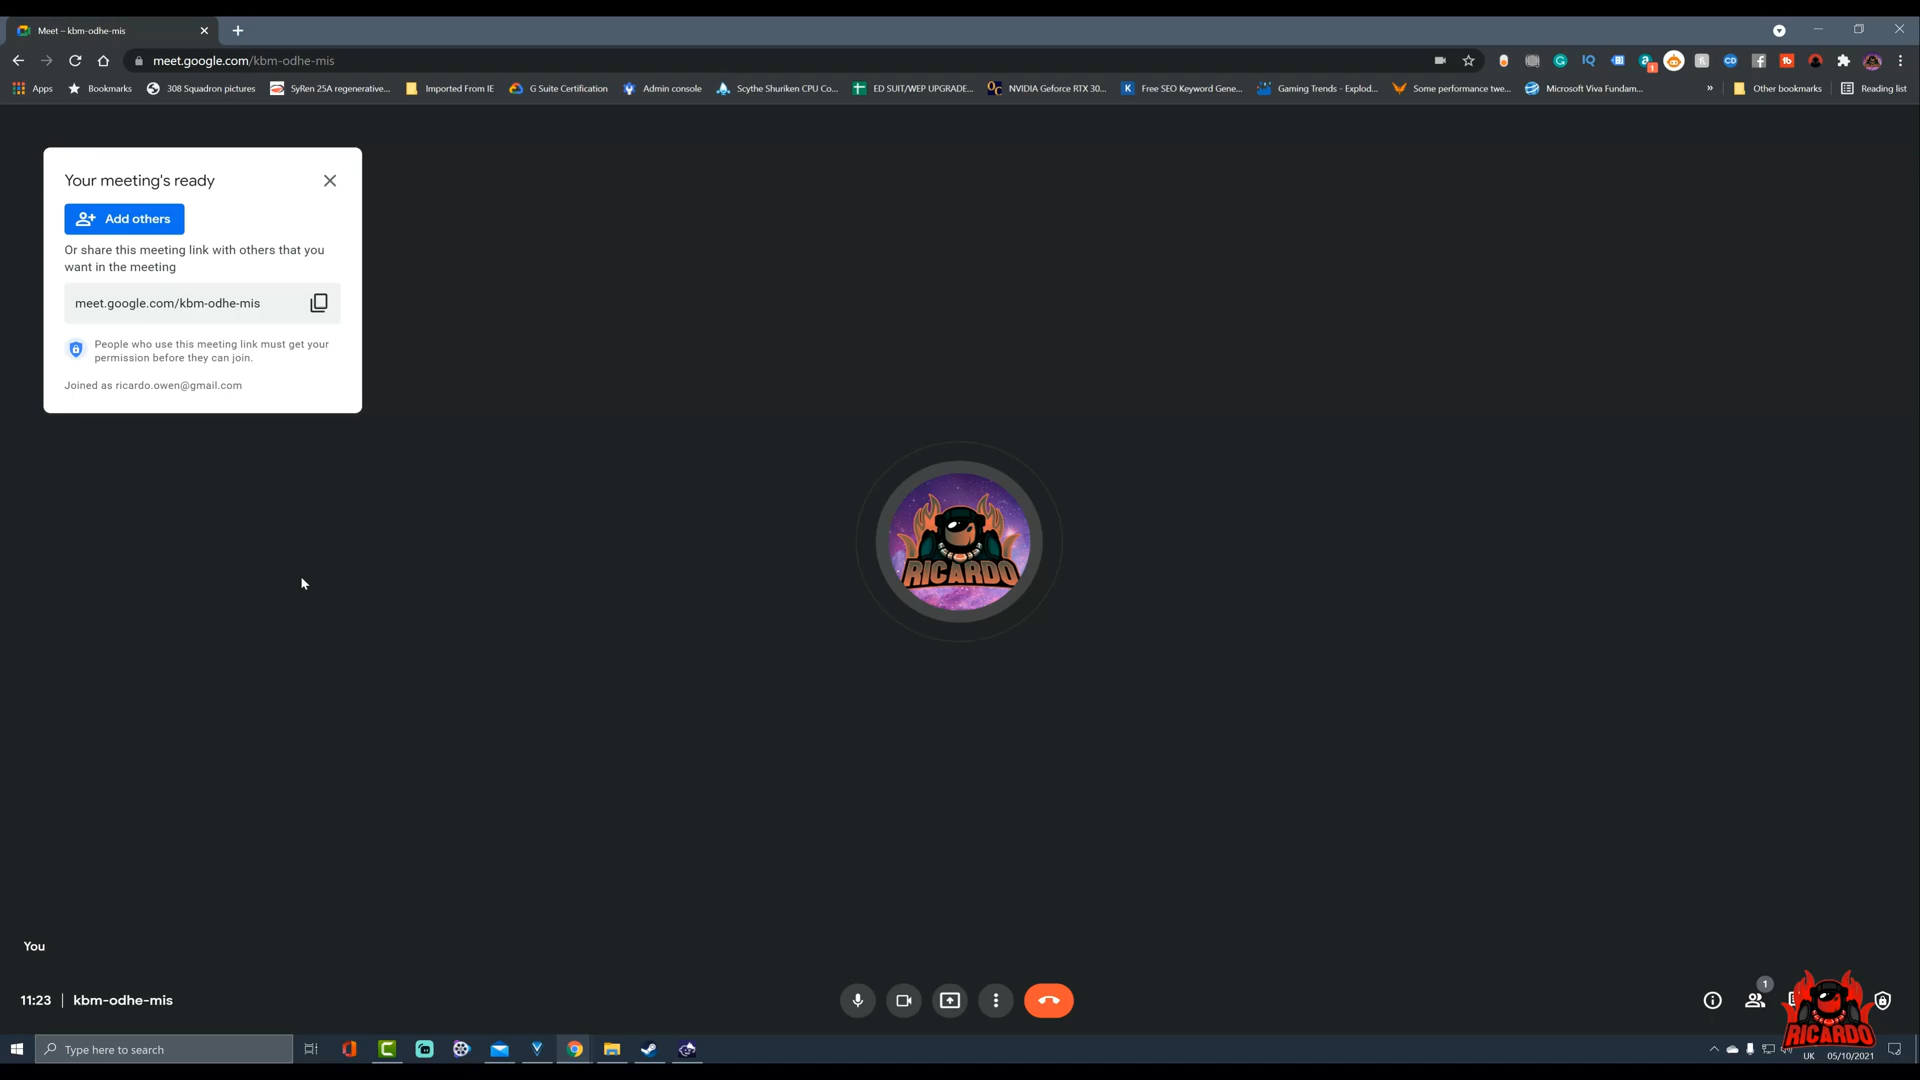 Meet – kbm-odhe-mis
meet.google.com/kbm-odhe-mis
Apps
Bookmarks
308 Squadron pictures
SyRen 25A regenerative...
Imported From IE
G Suite Certification
Admin console
Scythe Shuriken CPU Co...
ED SUIT/WEP UPGRADE...
NVIDIA Geforce RTX 30...
Free SEO Keyword Gene...
Gaming Trends - Explod...
Some performance twe...
Microsoft Viva Fundam...
»
Other bookmarks
Reading list
Your meeting's ready
Add others
Or share this meeting link with others that you
want in the meeting
meet.google.com/kbm-odhe-mis
People who use this meeting link must get your
permission before they can join.
Joined as ricardo.owen@gmail.com
RICARDO
You
11:23 | kbm-odhe-mis
1
RICARDO
Type here to search
UK
05/10/2021